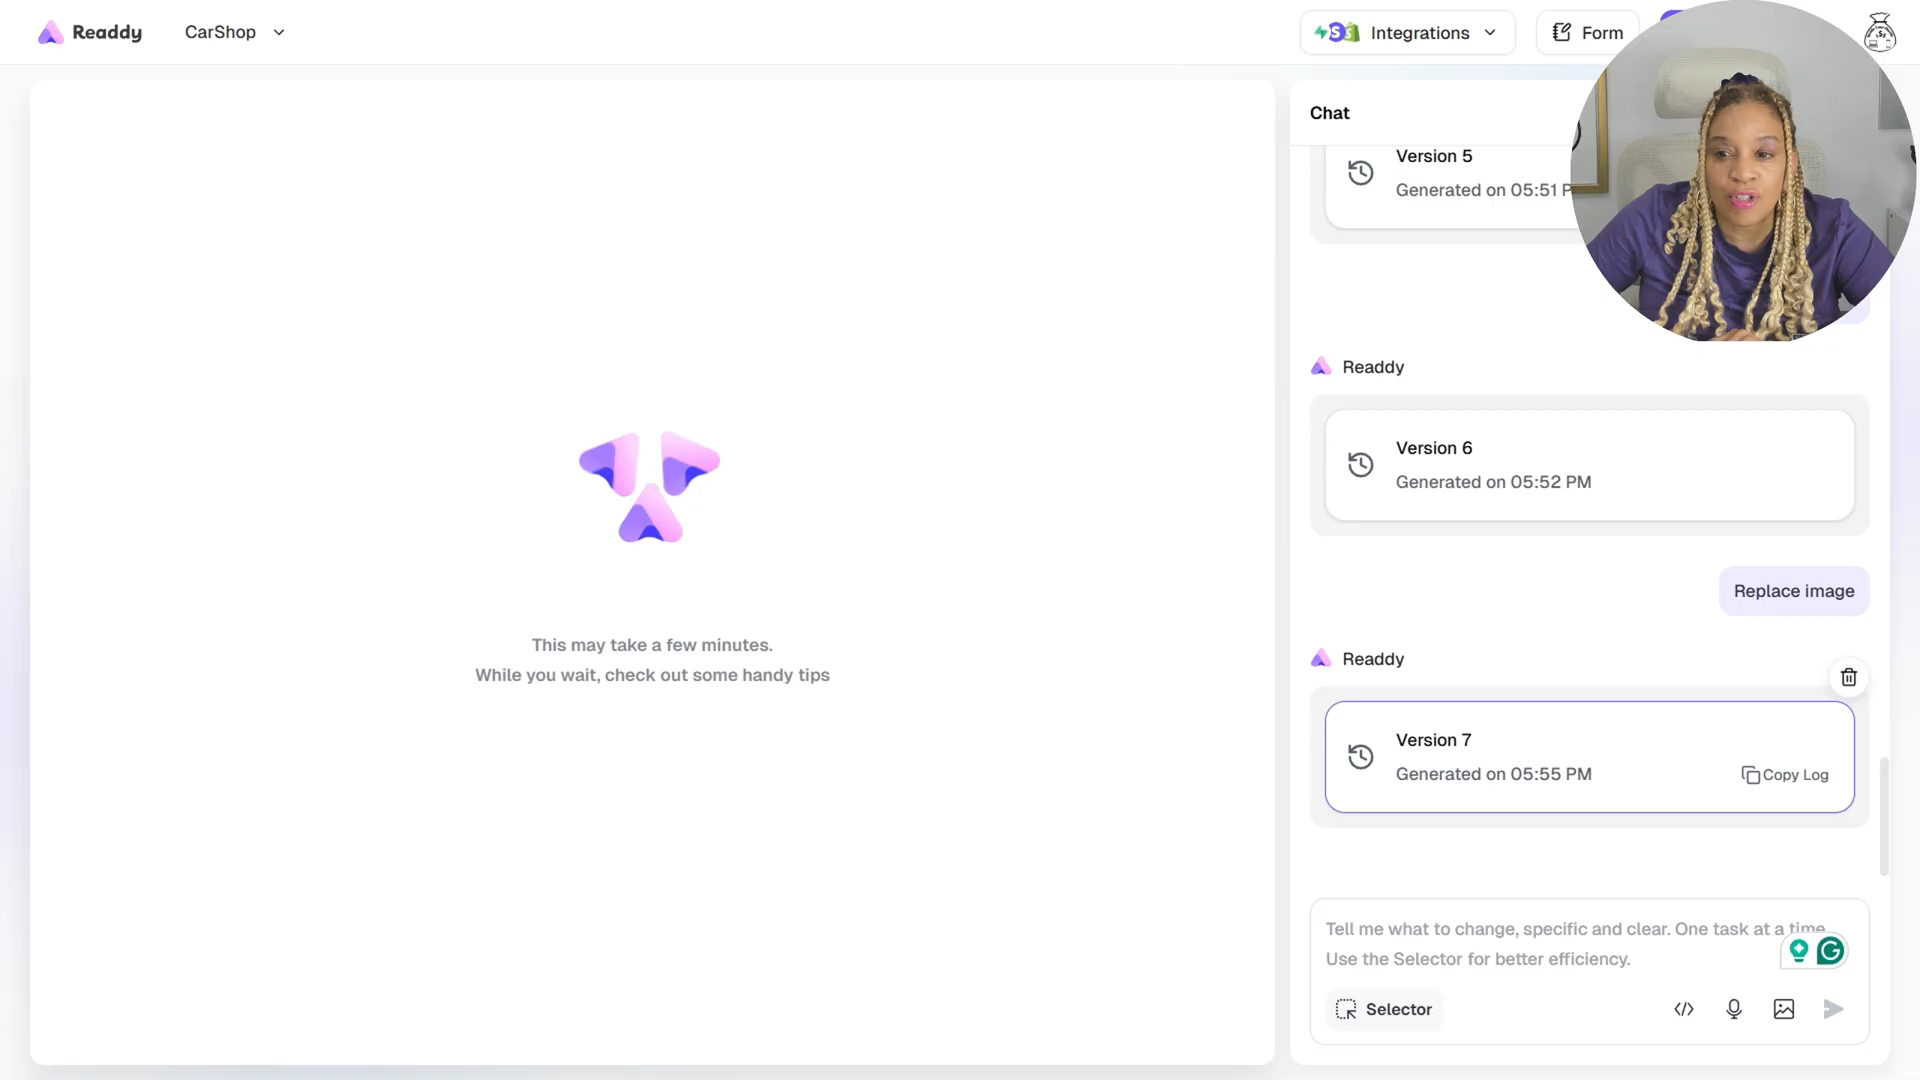 Readdy
CarShop
Integrations
Form
Chat
Version 5
Generated on 05:51 P
Readdy
Version 6
Generated on 05:52 PM
Replace image
Readdy
Version 7
Generated on 05:55 PM
Copy Log
This may take a few minutes.
While you wait, check out some handy tips
Tell me what to change, specific and clear. One task at a time.
Use the Selector for better efficiency.
Selector